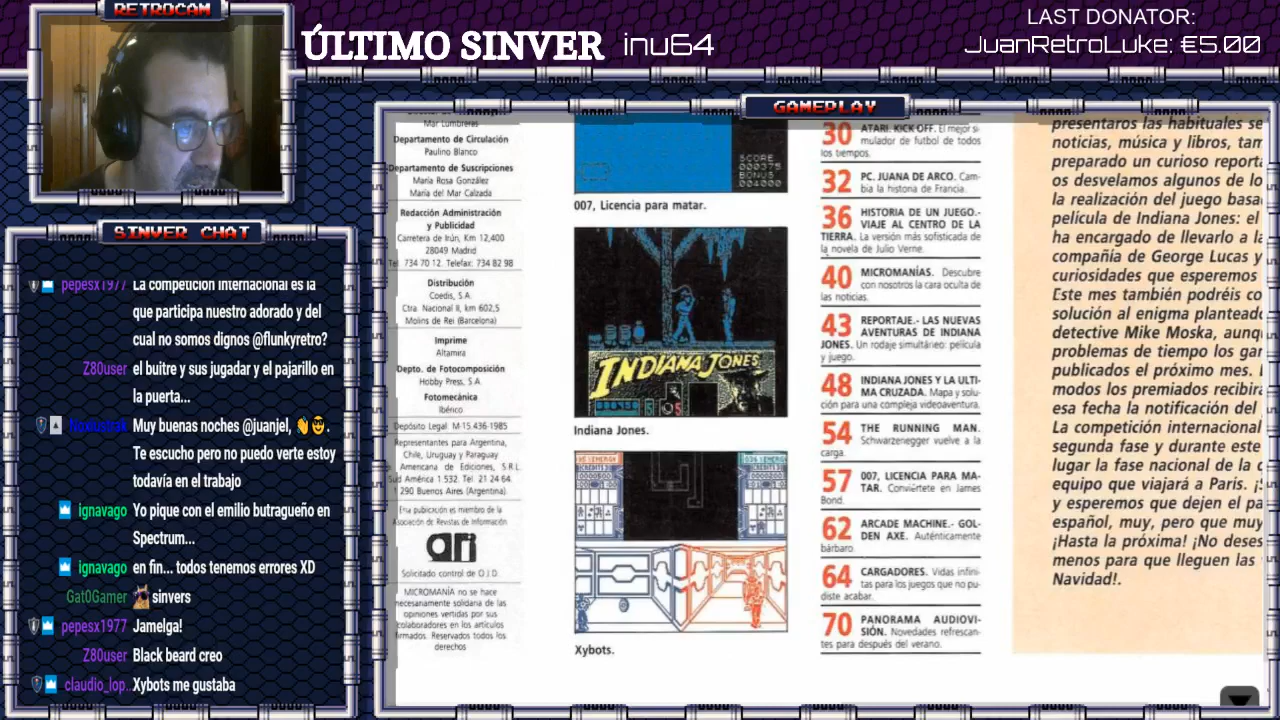 RETROCAM
ÚLTIMO SINVER inu64
LAST DONATOR:
JuanRetroLuke: €5.00
SINVER CHAT
pepesx1977 La competición internacional es la
que participa nuestro adorado y del
cual no somos dignos @flunkyretro?
Z80user el buitre y sus jugadar y el pajarillo en
la puerta...
Noxiustrak Muy buenas noches @juanjel, 👋😎.
Te escucho pero no puedo verte estoy
todavía en el trabajo
ignavago Yo pique con el emilio butragueño en
Spectrum...
ignavago en fin... todos tenemos errores XD
Gat0Gamer sinvers
pepesx1977 Jamelga!
Z80user Black beard creo
claudio_lop.. Xybots me gustaba
GAMEPLAY
Mar Lumbreras
Departamento de Circulación
Paulino Blanco
Departamento de Suscripciones
María Rosa González
María del Mar Calzada
Redacción Administración
y Publicidad
Carretera de Irún, Km 12,400
28049 Madrid
Tel: 734 70 12. Telefax: 734 82 98
Distribución
Coedis, S.A.
Ctra. Nacional II, km 602,5
Molins de Rei (Barcelona)
Imprime
Altamira
Depto. de Fotocomposición
Hobby Press, S.A.
Fotomecánica
Ibérico
Depósito Legal: M-15.436-1985
Representantes para Argentina,
Chile, Uruguay y Paraguay
Americana de Ediciones, S.R.L.
Sud América 1.532. Tel. 21 24 64.
1.290 Buenos Aires (Argentina).
Esta publicación es miembro de la
Asociación de Revistas de Información
ari
Solicitado control de O.J.D.
MICROMANÍA no se hace
necesariamente solidaria de las
opiniones vertidas por sus
colaboradores en los artículos
firmados. Reservados todos los
derechos
SCORE
000375
BONUS
004000
007, Licencia para matar.
INDIANA JONES
Indiana Jones.
Xybots.
30 ATARI. KICK OFF. El mejor si-
mulador de futbol de todos
los tiempos.
32 PC. JUANA DE ARCO. Cam-
bia la historia de Francia.
36 HISTORIA DE UN JUEGO.-
VIAJE AL CENTRO DE LA
TIERRA. La versión más sofisticada de
la novela de Julio Verne.
40 MICROMANÍAS. Descubre
con nosotros la cara oculta de
las noticias.
43 REPORTAJE.- LAS NUEVAS
AVENTURAS DE INDIANA
JONES. Un rodaje simultáneo: película
y juego.
48 INDIANA JONES Y LA ULTI-
MA CRUZADA. Mapa y solu-
ción para una compleja videoaventura.
54 THE RUNNING MAN.
Schwarzenegger vuelve a la
carga.
57 007, LICENCIA PARA MA-
TAR. Conviértete en James
Bond.
62 ARCADE MACHINE.- GOL-
DEN AXE. Auténticamente
bárbaro.
64 CARGADORES. Vidas infini-
tas para los juegos que no pu-
diste acabar.
70 PANORAMA AUDIOVI-
SIÓN. Novedades refrescan-
tes para después del verano.
presentaros las habituales se
noticias, música y libros, tam
preparado un curioso reporta
os desvelamos algunos de lo
la realización del juego basa
película de Indiana Jones: el
ha encargado de llevarlo a la
compañía de George Lucas y
curiosidades que esperemos
Este mes también podréis co
solución al enigma planteado
detective Mike Moska, aunq
problemas de tiempo los gan
publicados el próximo mes. 
modos los premiados recibirá
esa fecha la notificación del
La competición internacional
segunda fase y durante este
lugar la fase nacional de la c
equipo que viajará a París. ¡S
y esperemos que dejen el pa
español, muy, pero que muy
¡Hasta la próxima! ¡No deses
menos para que lleguen las
Navidad!.